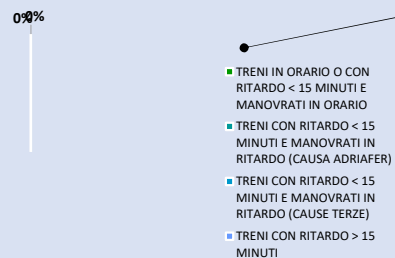 0%0%
TRENI IN ORARIO O CON
RITARDO < 15 MINUTI E
MANOVRATI IN ORARIO
TRENI CON RITARDO < 15
MINUTI E MANOVRATI IN
RITARDO (CAUSA ADRIAFER)
TRENI CON RITARDO < 15
MINUTI E MANOVRATI IN
RITARDO (CAUSE TERZE)
TRENI CON RITARDO > 15
MINUTI